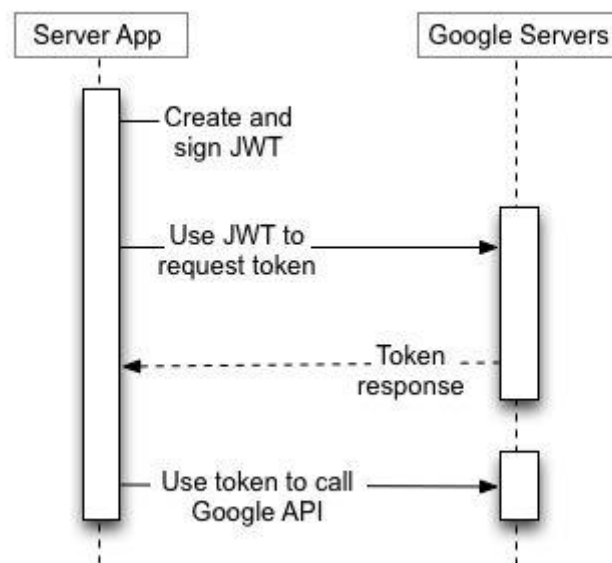 Server App
Google Servers
Create and
sign JWT
Use JWT to
request token
Token
response
Use token to call
Google API